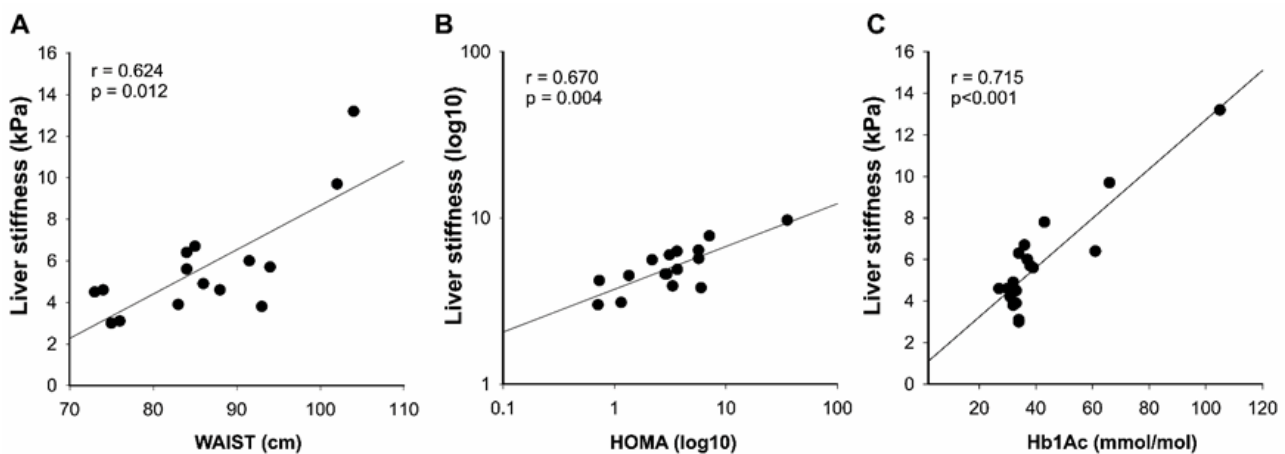 A
Liver stiffness (kPa)
16
14
12
10
8
6
4
2
0
r = 0.624
p = 0.012
70
80
90
100
110
WAIST (cm)
B
Liver stiffness (log10)
100
10
1
r = 0.670
p = 0.004
0.1
1
10
100
HOMA (log10)
C
Liver stiffness (kPa)
16
14
12
10
8
6
4
2
0
r = 0.715
p<0.001
20
40
60
80
100
120
Hb1Ac (mmol/mol)